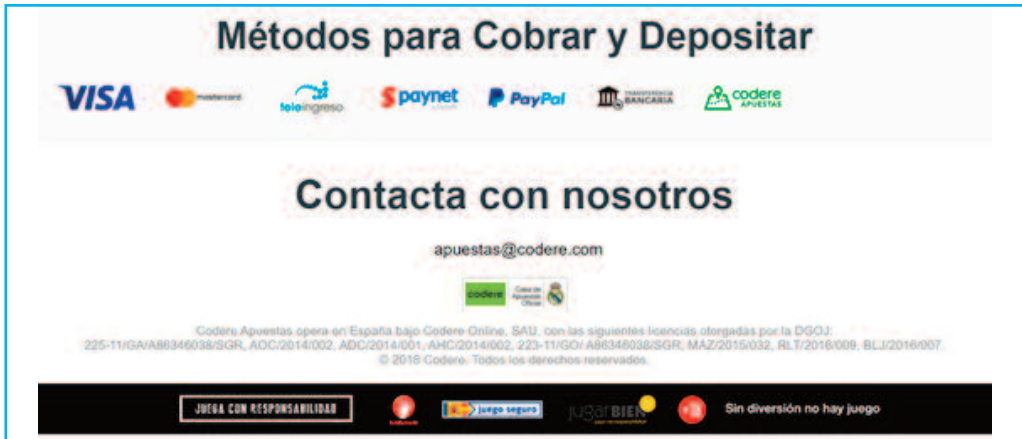 Métodos para Cobrar y Depositar
VISA mastercard teleingreso paynet PayPal TRANSFERENCIA BANCARIA codere APUESTAS
Contacta con nosotros
apuestas@codere.com
codere Casa de Apuestas Oficial
Codere Apuestas opera en España bajo Codere Online, SAU, con las siguientes licencias otorgadas por la DGOJ:
225-11/GA/A86346038/SGR, AOC/2014/002, ADC/2014/001, AHC/2014/002, 223-11/GO/ A86346038/SGR, MAZ/2015/032, RLT/2016/009, BLJ/2016/007.
© 2018 Codere. Todos los derechos reservados.
JUEGA CON RESPONSABILIDAD juego seguro jugarBIEN Sin diversión no hay juego